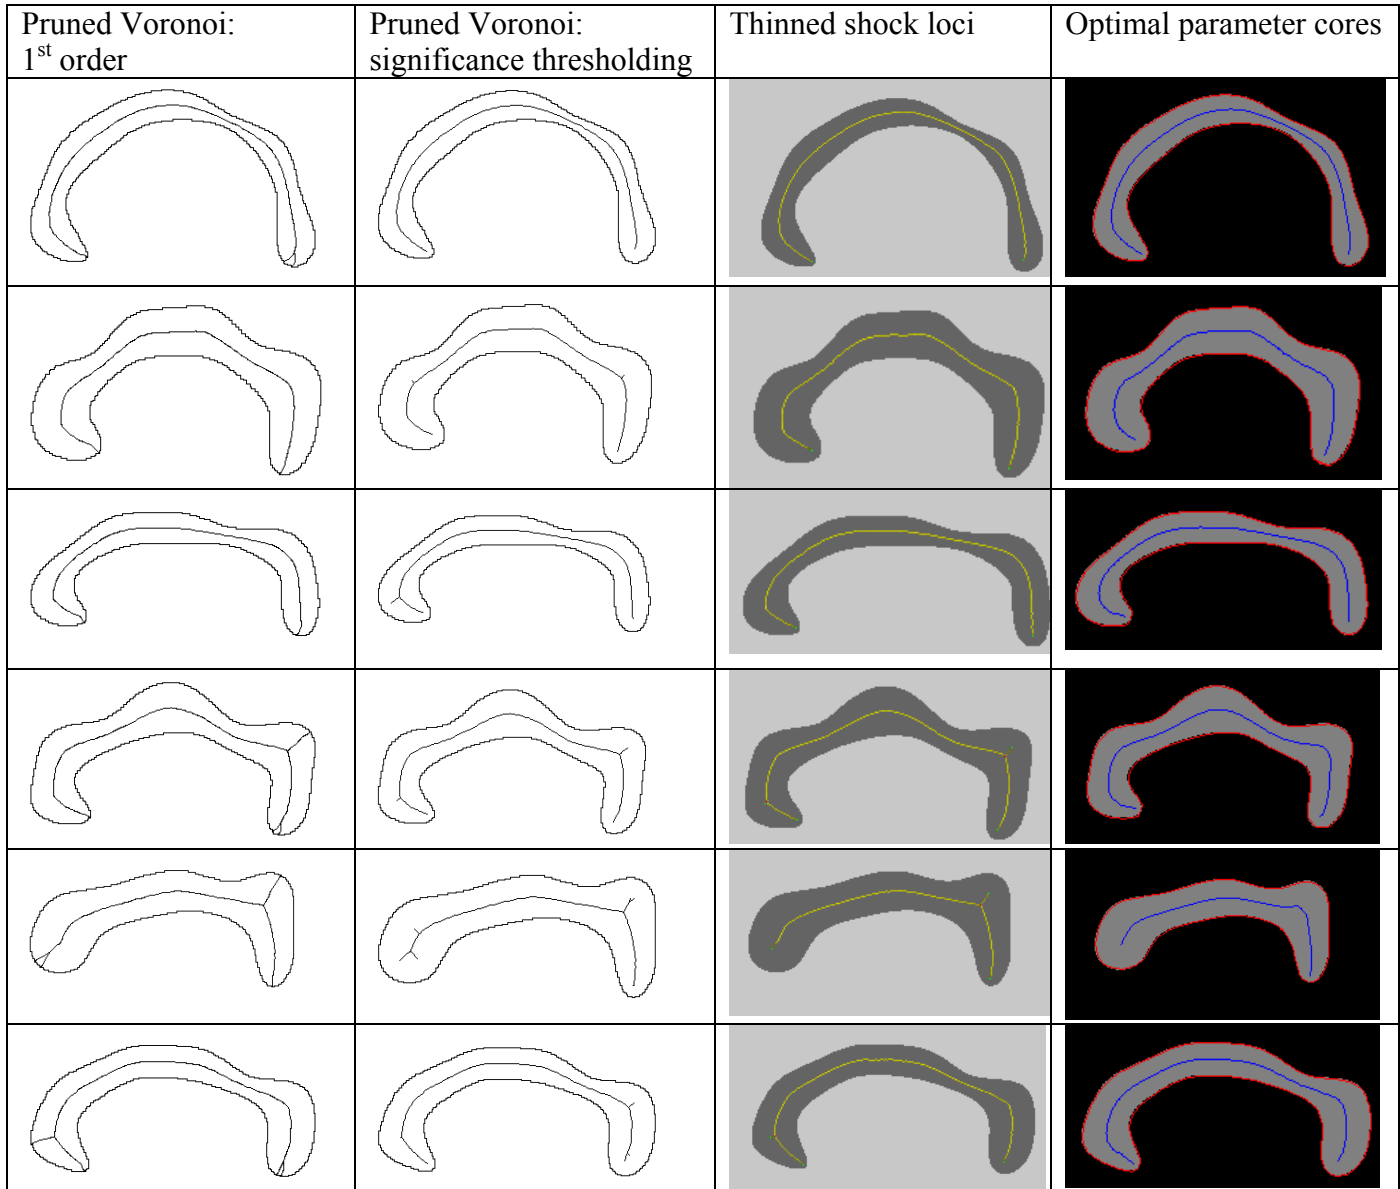 Pruned Voronoi:
1st order
Pruned Voronoi:
significance thresholding
Thinned shock loci
Optimal parameter cores